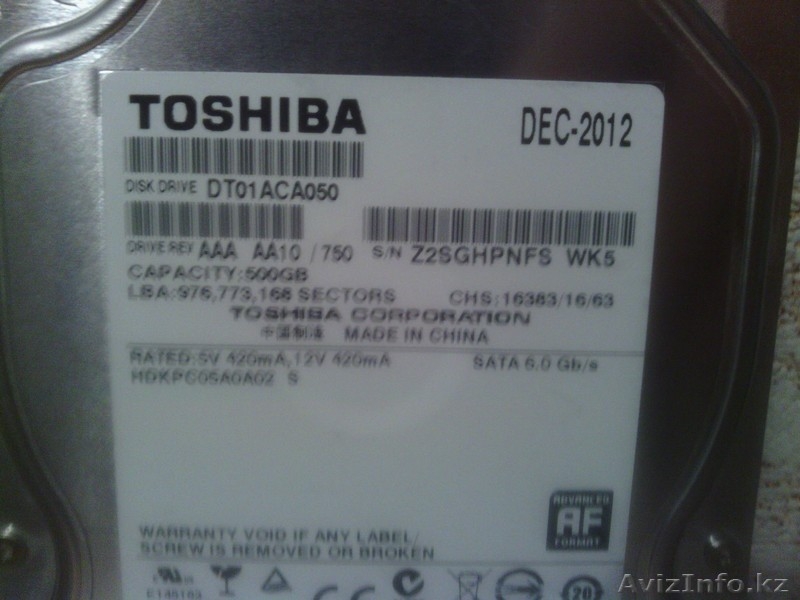 TOSHIBA
DEC-2012
DISK DRIVE DT01ACA050
DRIVE REV AAA AA10 / 750 S/N Z2SGHPNFS WK5
CAPACITY:500GB
LBA:976,773,168 SECTORS CHS:16383/16/63
TOSHIBA CORPORATION
中国制造 MADE IN CHINA
RATED:5V 420mA,12V 420mA SATA 6.0 Gb/s
HDKPC05A0A02 S
ADVANCED
AF
FORMAT
WARRANTY VOID IF ANY LABEL/
SCREW IS REMOVED OR BROKEN
20
AvizInfo.kz